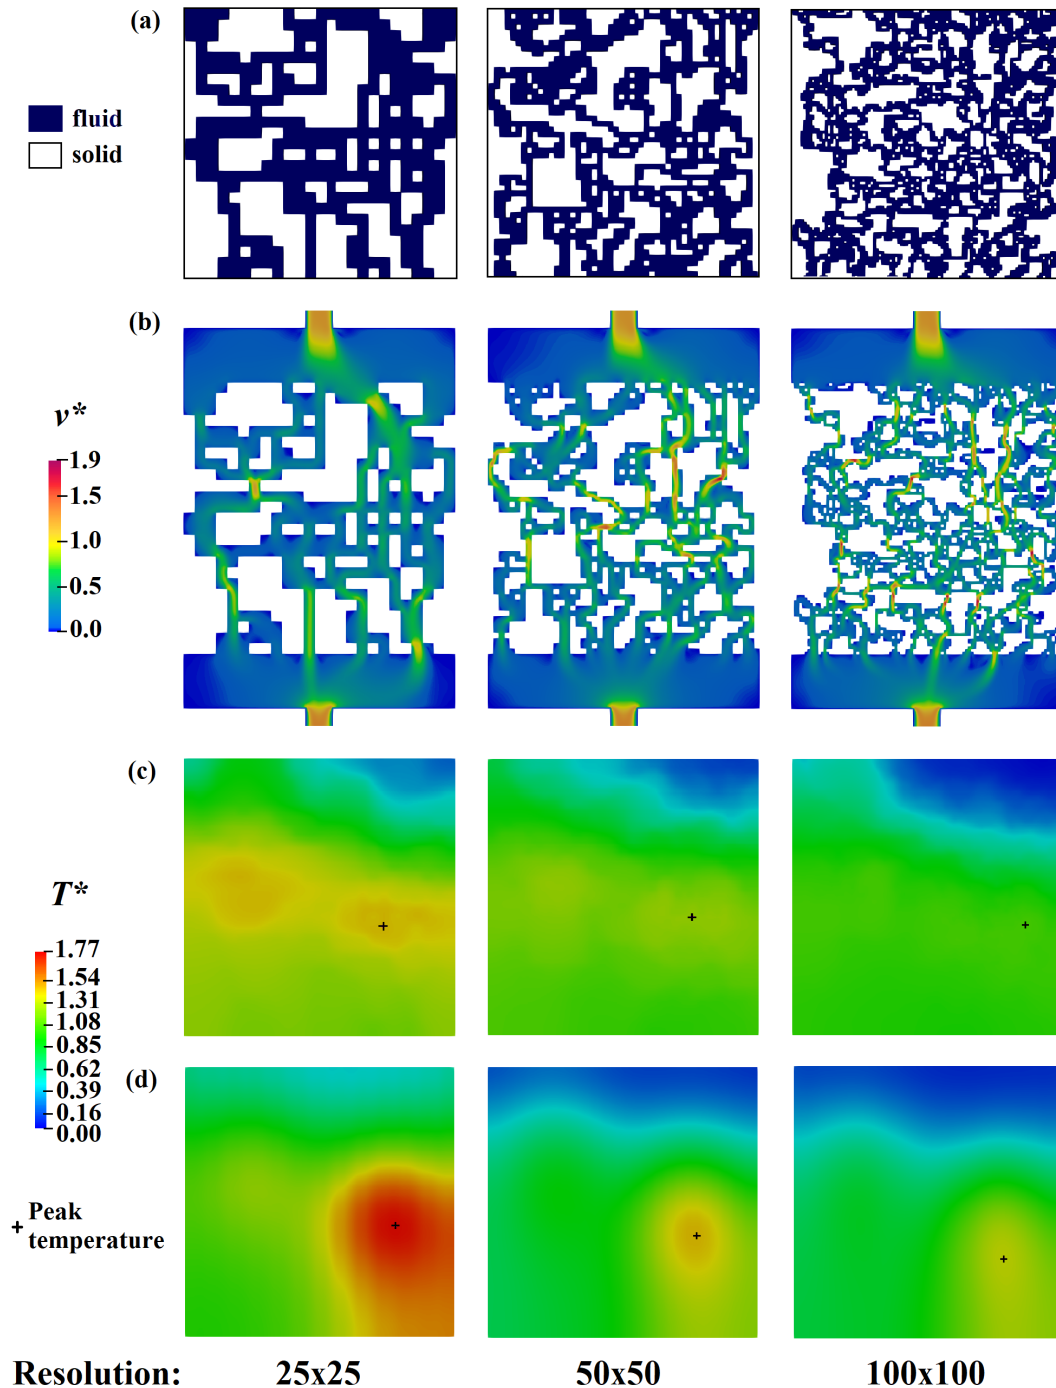 (a)
fluid
solid
(b)
v*
1.9
1.5
1.0
0.5
0.0
(c)
T*
1.77
1.54
1.31
1.08
0.85
0.62
0.39
0.16
0.00
(d)
+ Peak
temperature
Resolution: 25x25 50x50 100x100